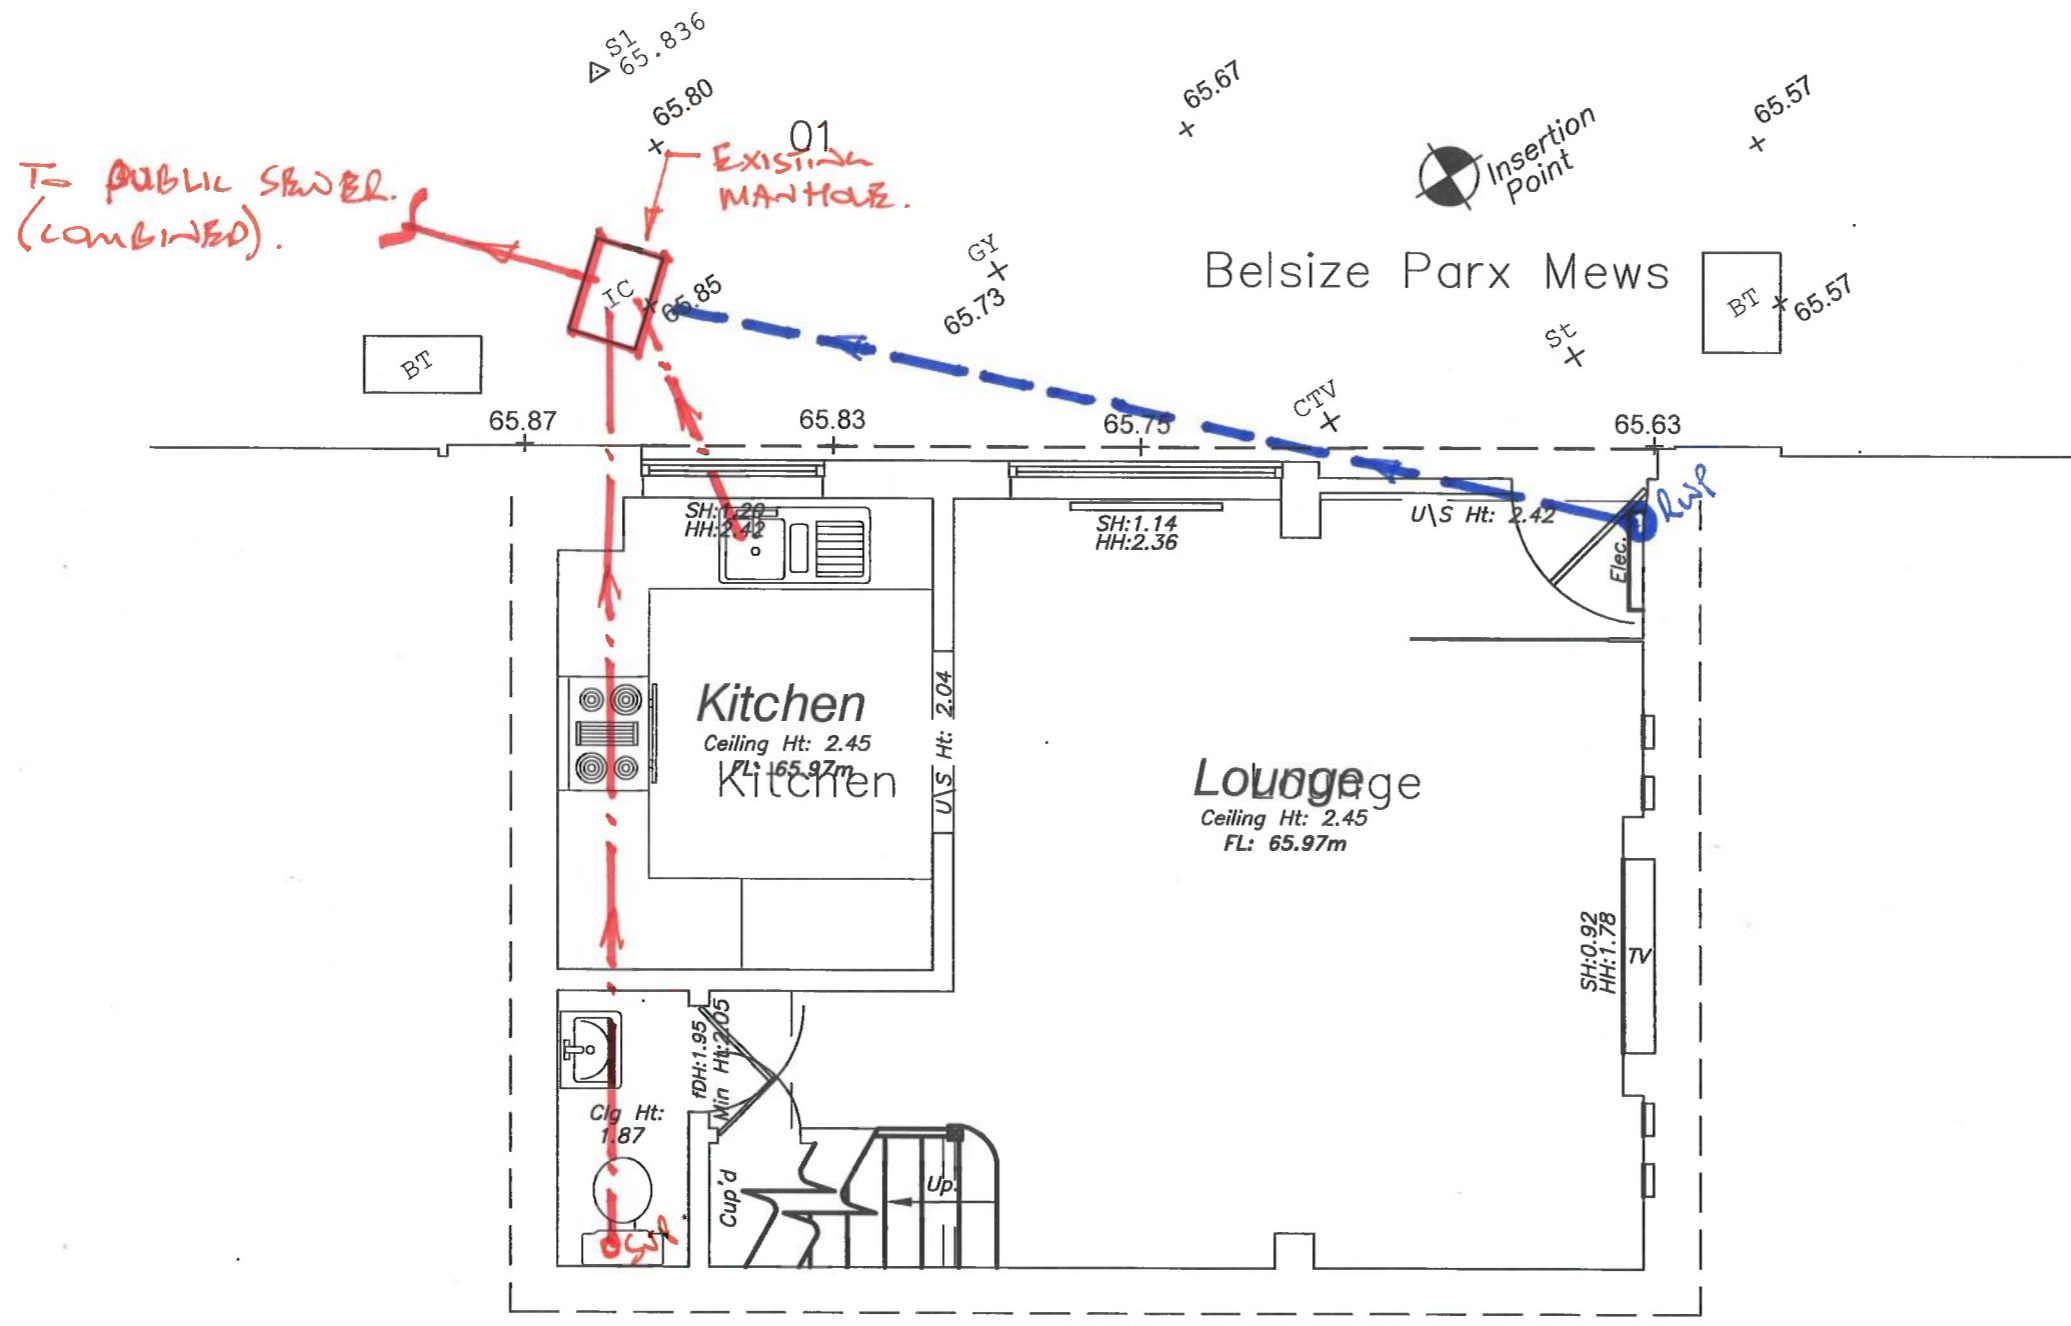 S1
65.836
65.80
01
65.67
65.57
Insertion
Point
To PUBLIC SEWER.
(COMBINED).
EXISTING
MANHOLE.
IC
65.85
GY
65.73
Belsize Parx Mews
BT
65.57
St
BT
CTV
65.87
65.83
65.75
65.63
RWP
SH:1.20
HH:2.42
SH:1.14
HH:2.36
U\S Ht: 2.42
Elec.
Kitchen
Ceiling Ht: 2.45
FL: 65.97m
Kitchen
U\S Ht: 2.04
Lounge
Lounge
Ceiling Ht: 2.45
FL: 65.97m
SH:0.92
HH:1.78
TV
fDH:1.95
Min Ht:2.05
Clg Ht:
1.87
Cup'd
Up.
SVP.